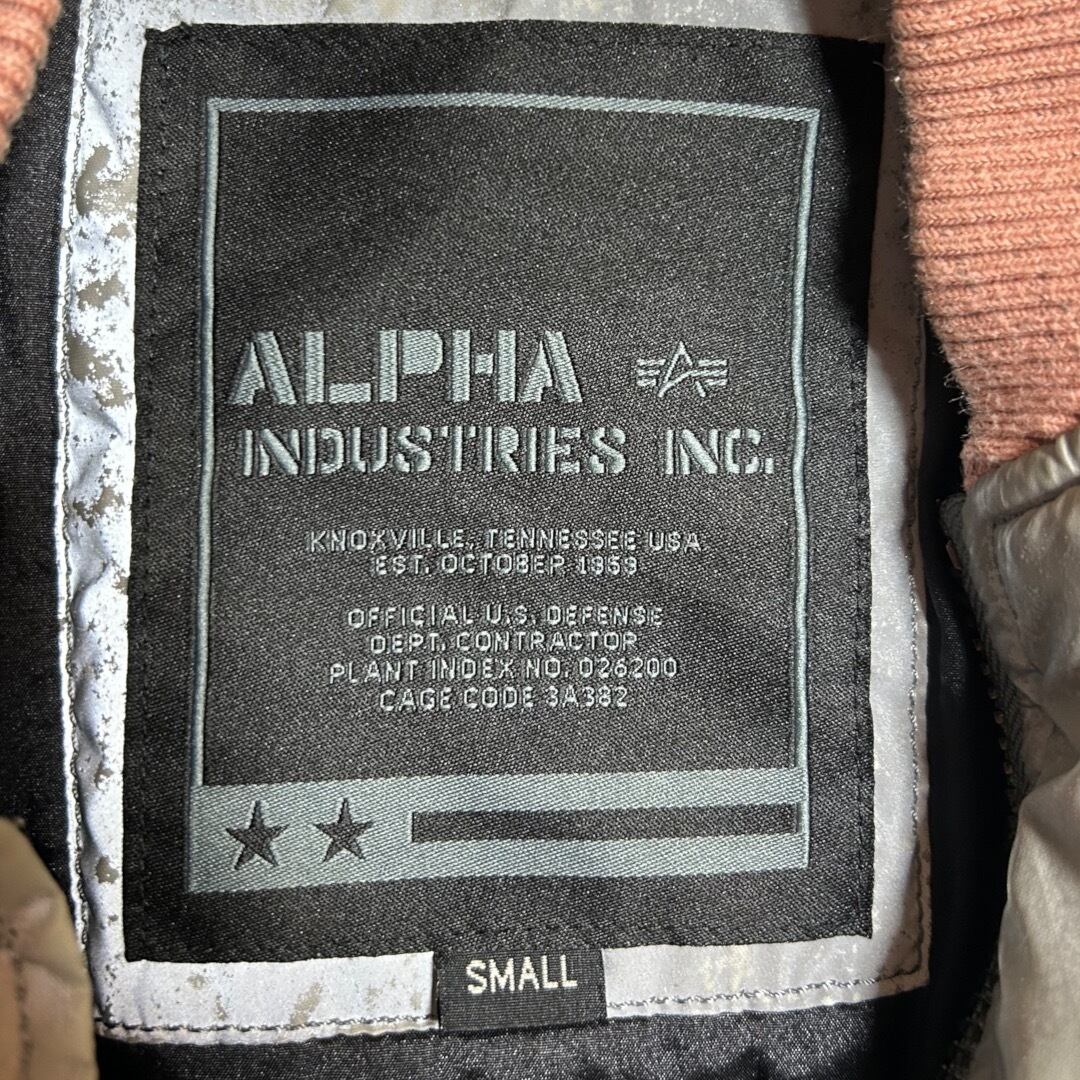 ALPHA
INDUSTRIES INC.
KNOXVILLE, TENNESSEE USA
EST. OCTOBER 1959
OFFICIAL U.S. DEFENSE
DEPT. CONTRACTOR
PLANT INDEX NO. 026200
CAGE CODE 3A382
SMALL